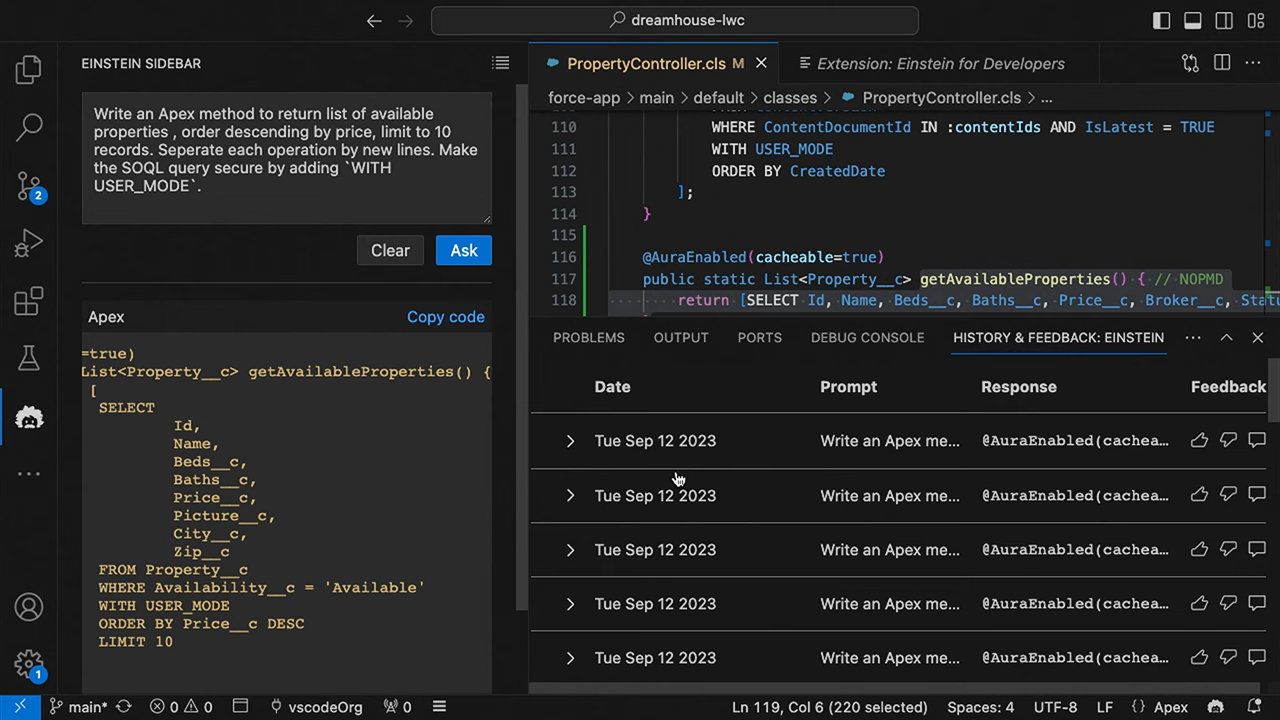 dreamhouse-lwc
EINSTEIN SIDEBAR
Write an Apex method to return list of available
properties , order descending by price, limit to 10
records. Seperate each operation by new lines. Make
the SOQL query secure by adding `WITH
USER_MODE`.
Clear
Ask
Apex
Copy code
=true)
List<Property__c> getAvailableProperties() {
[
SELECT
Id,
Name,
Beds__c,
Baths__c,
Price__c,
Picture__c,
City__c,
Zip__c
FROM Property__c
WHERE Availability__c = 'Available'
WITH USER_MODE
ORDER BY Price__c DESC
LIMIT 10
2
1
PropertyController.cls M
Extension: Einstein for Developers
force-app > main > default > classes > PropertyController.cls > ...
110 WHERE ContentDocumentId IN :contentIds AND IsLatest = TRUE
111 WITH USER_MODE
112 ORDER BY CreatedDate
113 ];
114 }
115
116 @AuraEnabled(cacheable=true)
117 public static List<Property__c> getAvailableProperties() { // NOPMD
118 return [SELECT Id, Name, Beds__c, Baths__c, Price__c, Broker__c, Statu
PROBLEMS OUTPUT PORTS DEBUG CONSOLE HISTORY & FEEDBACK: EINSTEIN
Date Prompt Response Feedback
Tue Sep 12 2023 Write an Apex me... @AuraEnabled(cachea...
Tue Sep 12 2023 Write an Apex me... @AuraEnabled(cachea...
Tue Sep 12 2023 Write an Apex me... @AuraEnabled(cachea...
Tue Sep 12 2023 Write an Apex me... @AuraEnabled(cachea...
Tue Sep 12 2023 Write an Apex me... @AuraEnabled(cachea...
main* 0 0 vscodeOrg 0 Ln 119, Col 6 (220 selected) Spaces: 4 UTF-8 LF {} Apex